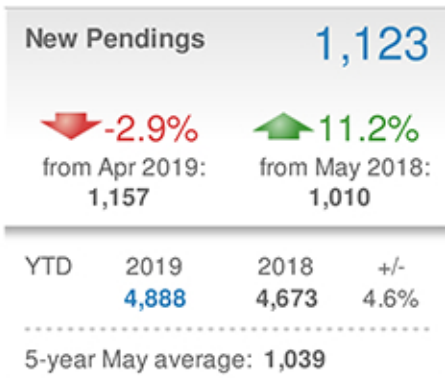 New Pendings 1,123
-2.9% 11.2%
from Apr 2019: from May 2018:
1,157 1,010
YTD 2019 2018 +/-
4,888 4,673 4.6%
5-year May average: 1,039